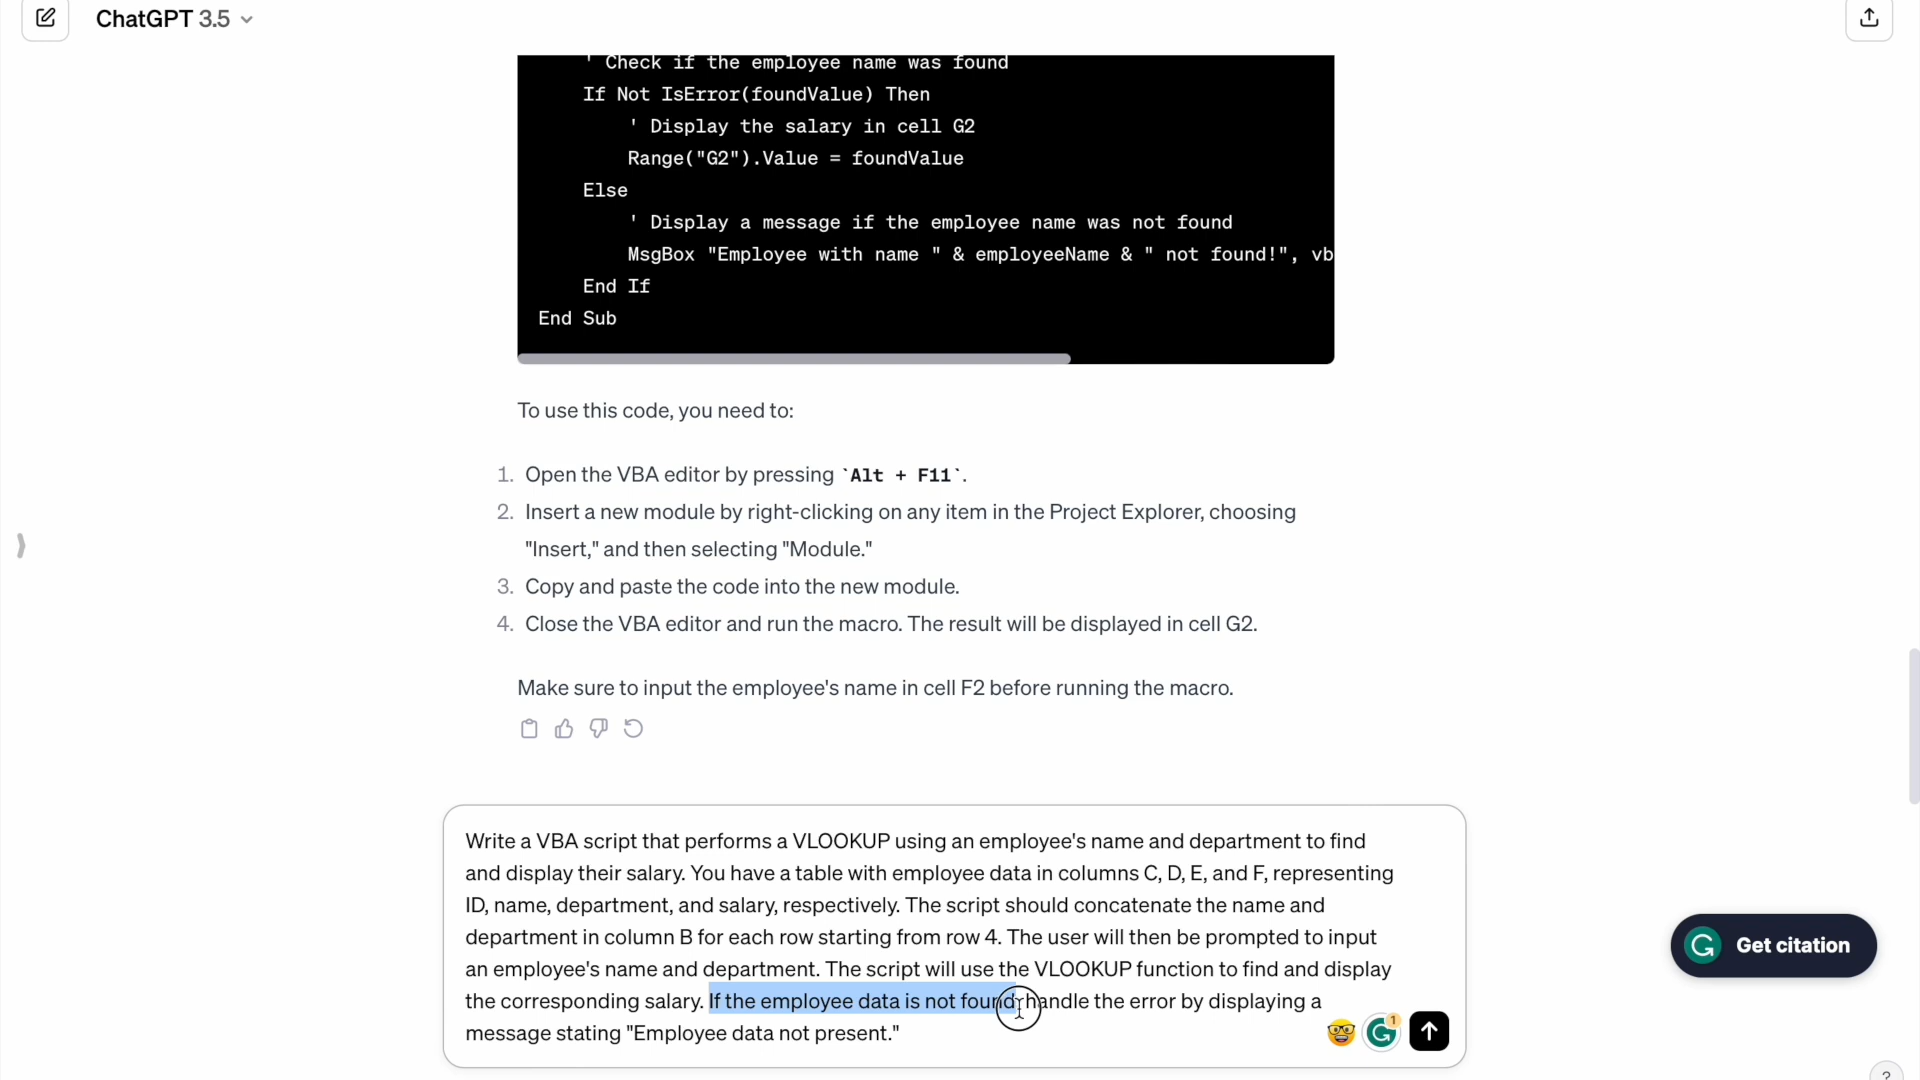 ChatGPT 3.5
' Check if the employee name was found
If Not IsError(foundValue) Then
' Display the salary in cell G2
Range("G2").Value = foundValue
Else
' Display a message if the employee name was not found
MsgBox "Employee with name " & employeeName & " not found!", vb
End If
End Sub
To use this code, you need to:
1. Open the VBA editor by pressing `Alt + F11`.
2. Insert a new module by right-clicking on any item in the Project Explorer, choosing
"Insert," and then selecting "Module."
3. Copy and paste the code into the new module.
4. Close the VBA editor and run the macro. The result will be displayed in cell G2.
Make sure to input the employee's name in cell F2 before running the macro.
Write a VBA script that performs a VLOOKUP using an employee's name and department to find
and display their salary. You have a table with employee data in columns C, D, E, and F, representing
ID, name, department, and salary, respectively. The script should concatenate the name and
department in column B for each row starting from row 4. The user will then be prompted to input
an employee's name and department. The script will use the VLOOKUP function to find and display
the corresponding salary. If the employee data is not found, handle the error by displaying a
message stating "Employee data not present."
1
Get citation
?